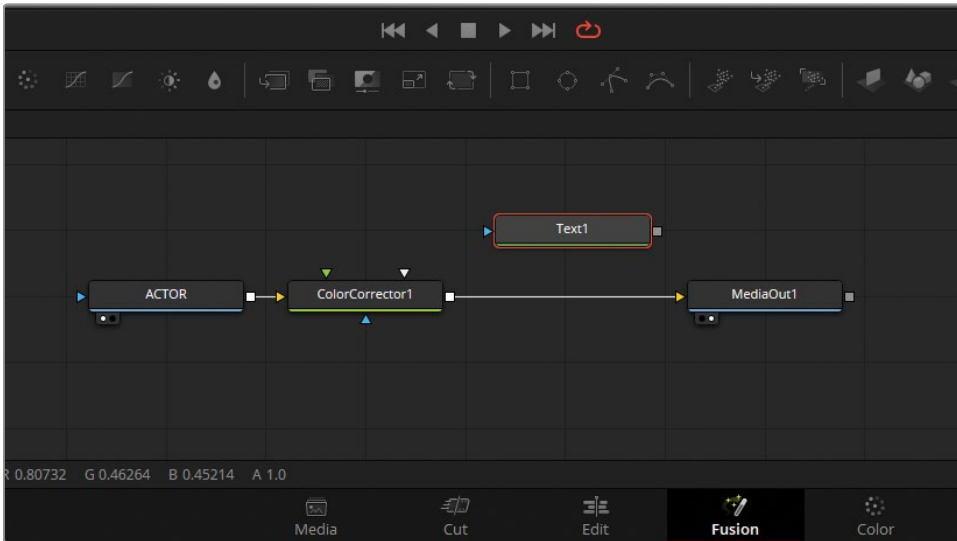 Text1
ACTOR ColorCorrector1 MediaOut1
R 0.80732 G 0.46264 B 0.45214 A 1.0
Media Cut Edit Fusion Color